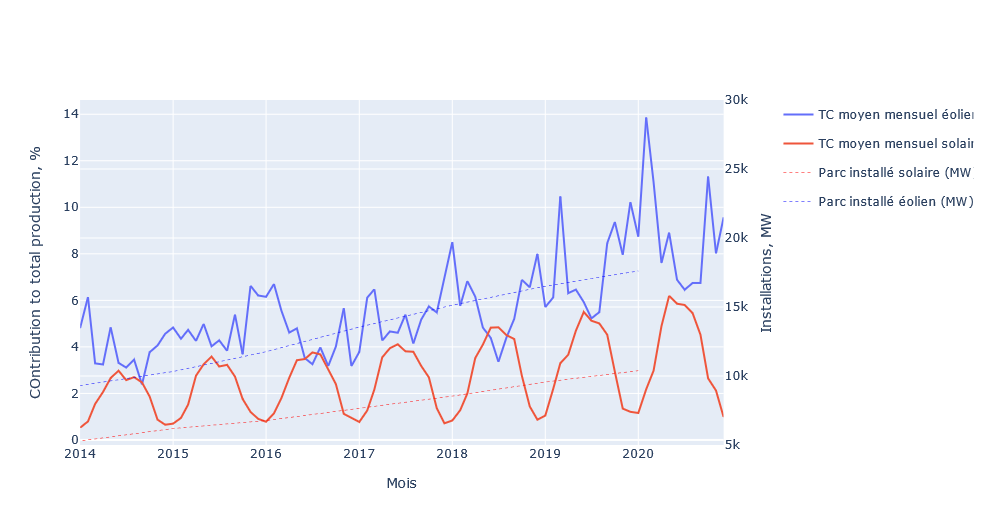 COntribution to total production, %
14
12
10
8
6
4
2
0
30k
25k
20k
15k
10k
5k
Installations, MW
2014 2015 2016 2017 2018 2019 2020
Mois
TC moyen mensuel éolien
TC moyen mensuel solair
Parc installé solaire (MW
Parc installé éolien (MW)